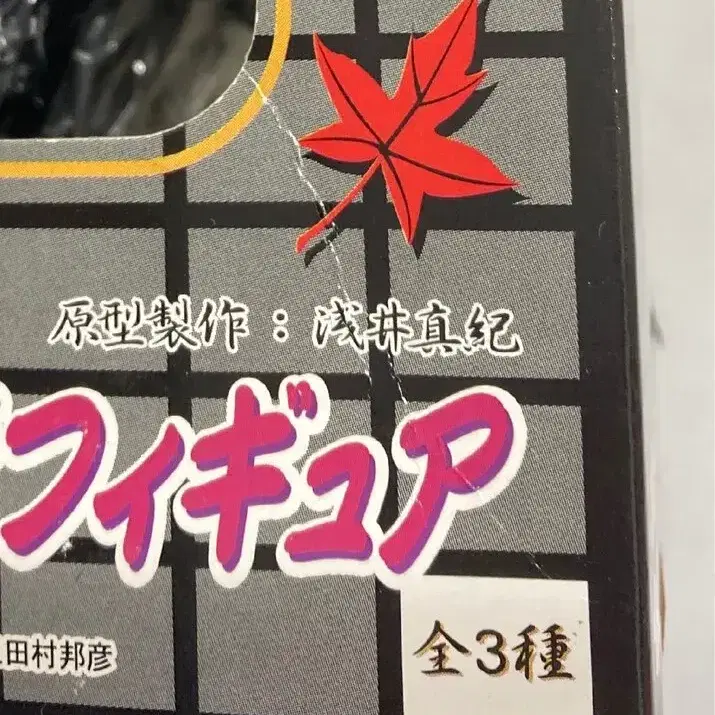 原型製作：浅井真紀
フィギュア
田村邦彦
全3種